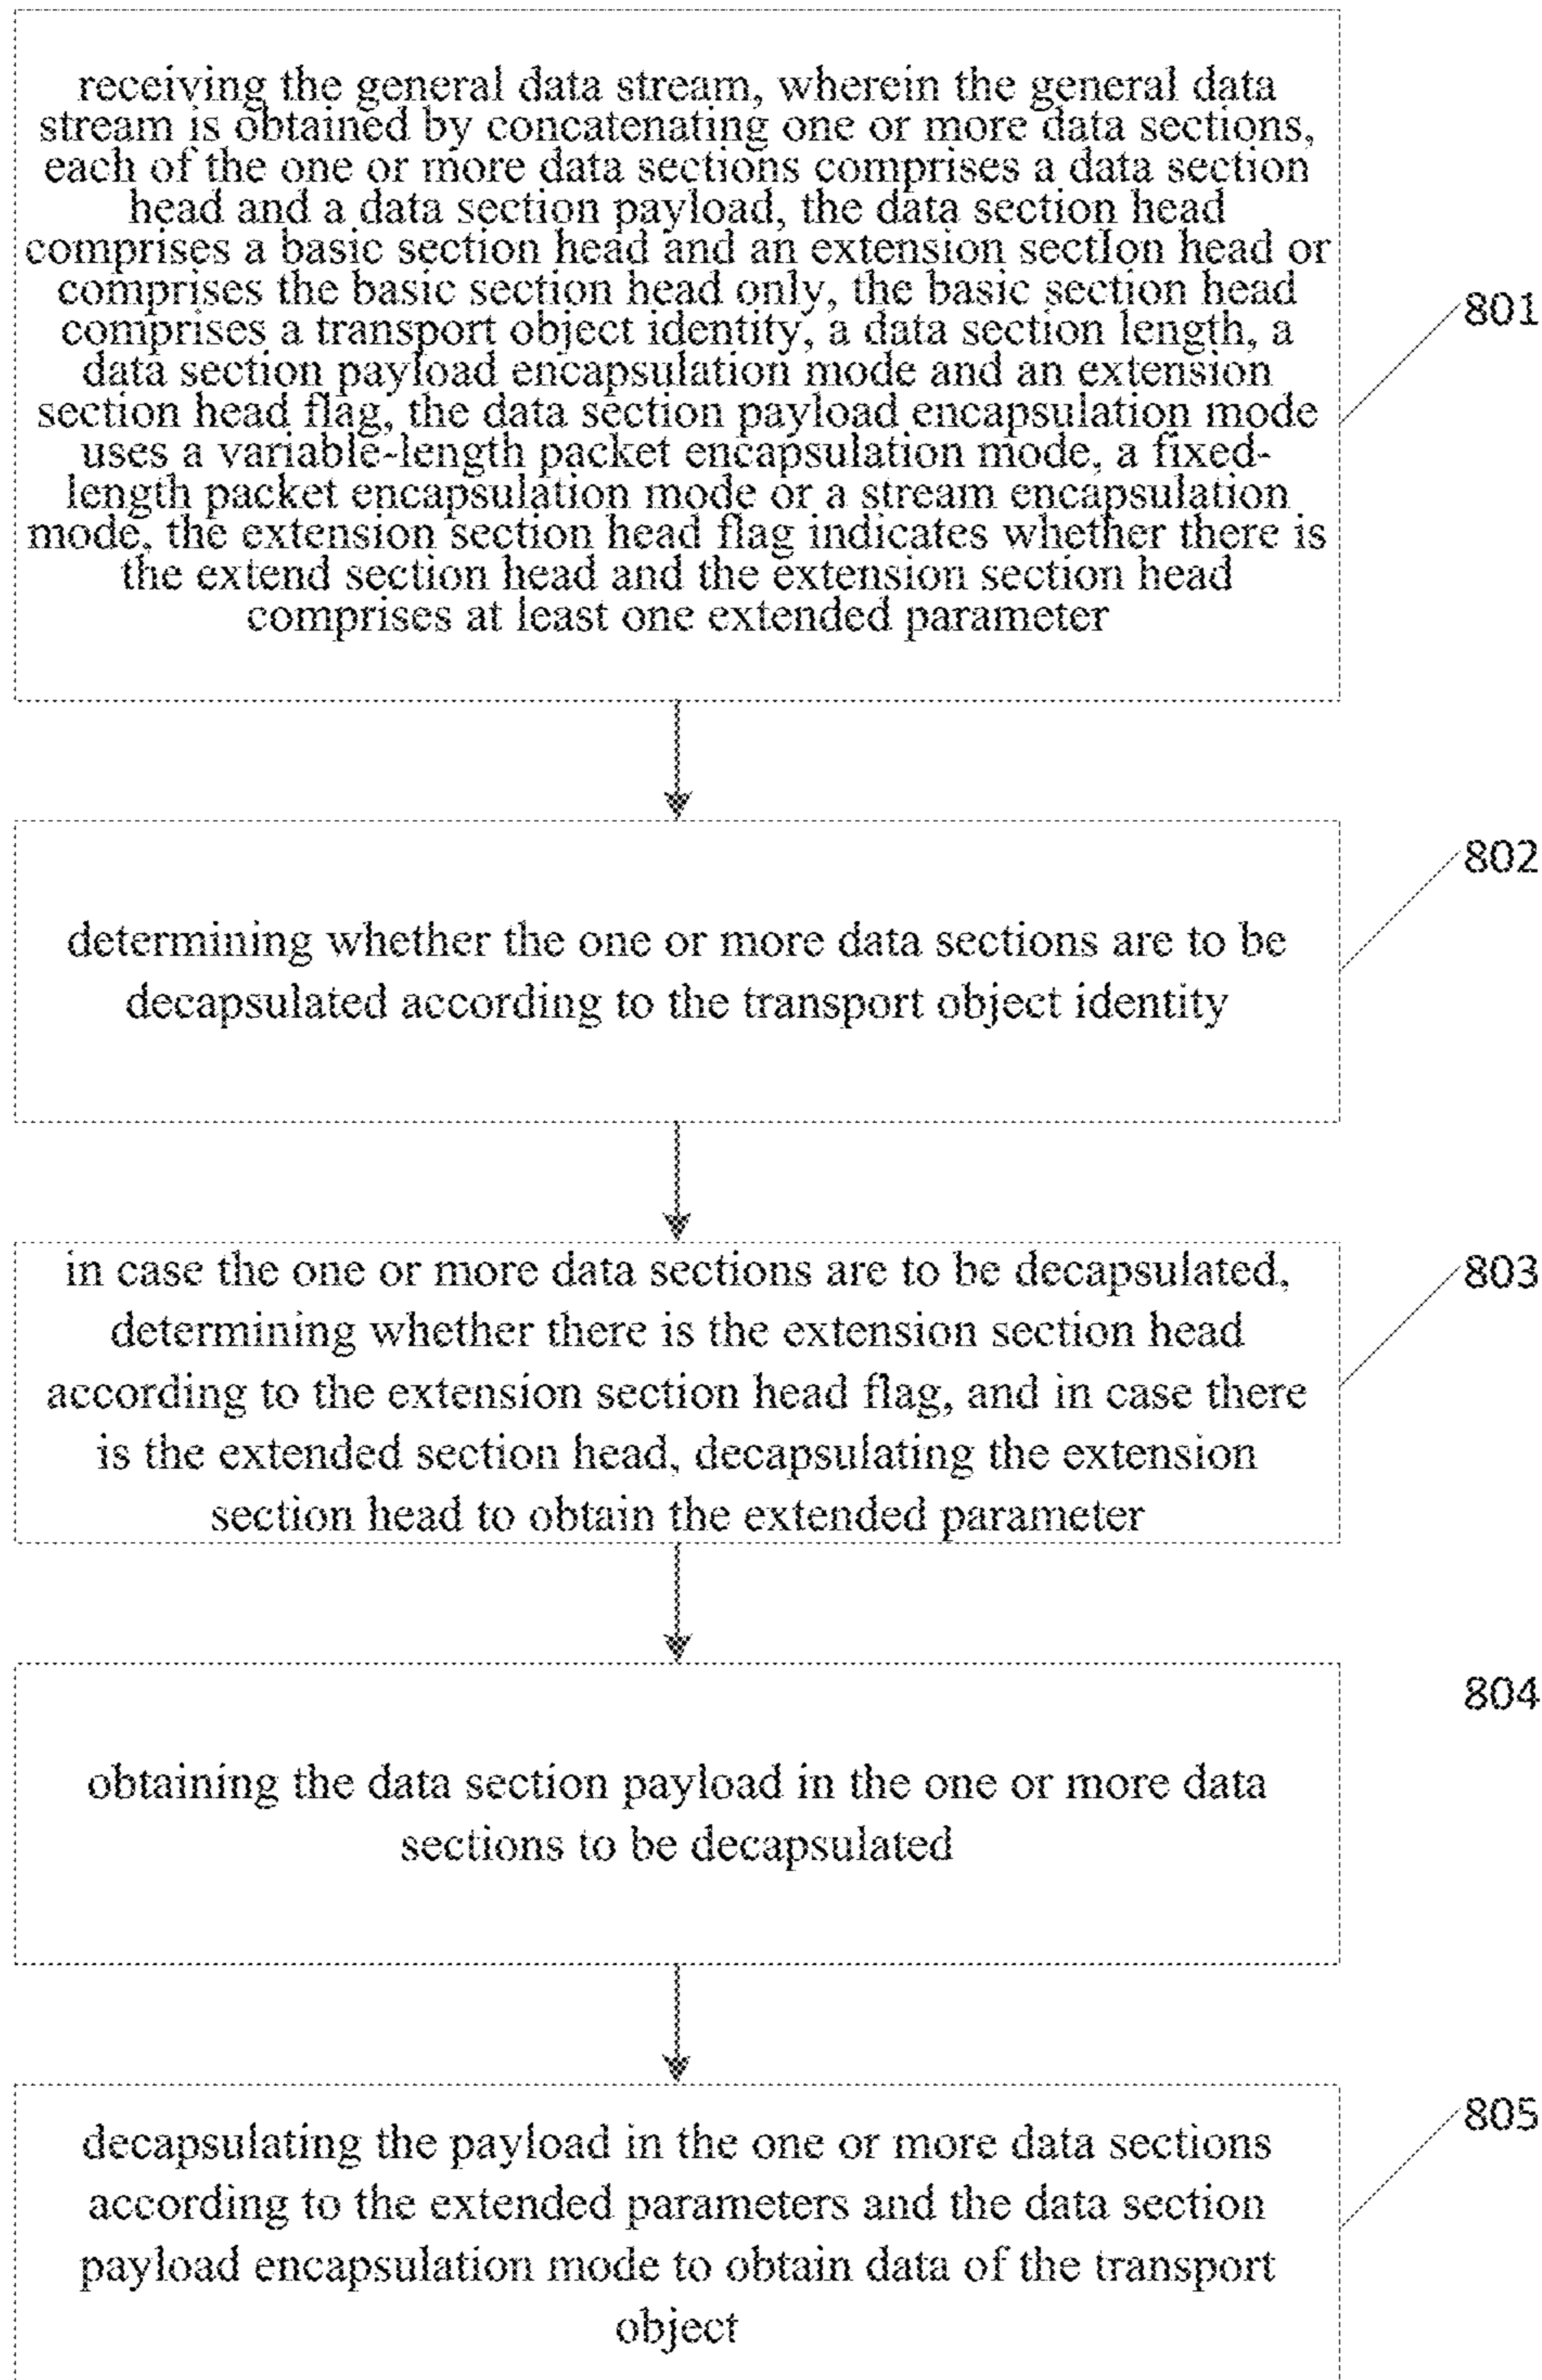 receiving the general data stream, wherein the general data
stream is obtained by concatenating one or more data sections,
each of the one or more data sections comprises a data section
head and a data section payload, the data section head
comprises a basic section head and an extension section head or
comprises the basic section head only, the basic section head
comprises a transport object identity, a data section length, a
data section payload encapsulation mode and an extension
section head flag, the data section payload encapsulation mode
uses a variable-length packet encapsulation mode, a fixed-
length packet encapsulation mode or a stream encapsulation
mode, the extension section head flag indicates whether there is
the extend section head and the extension section head
comprises at least one extended parameter
801
802
determining whether the one or more data sections are to be
decapsulated according to the transport object identity
803
in case the one or more data sections are to be decapsulated,
determining whether there is the extension section head
according to the extension section head flag, and in case there
is the extended section head, decapsulating the extension
section head to obtain the extended parameter
804
obtaining the data section payload in the one or more data
sections to be decapsulated
805
decapsulating the payload in the one or more data sections
according to the extended parameters and the data section
payload encapsulation mode to obtain data of the transport
object